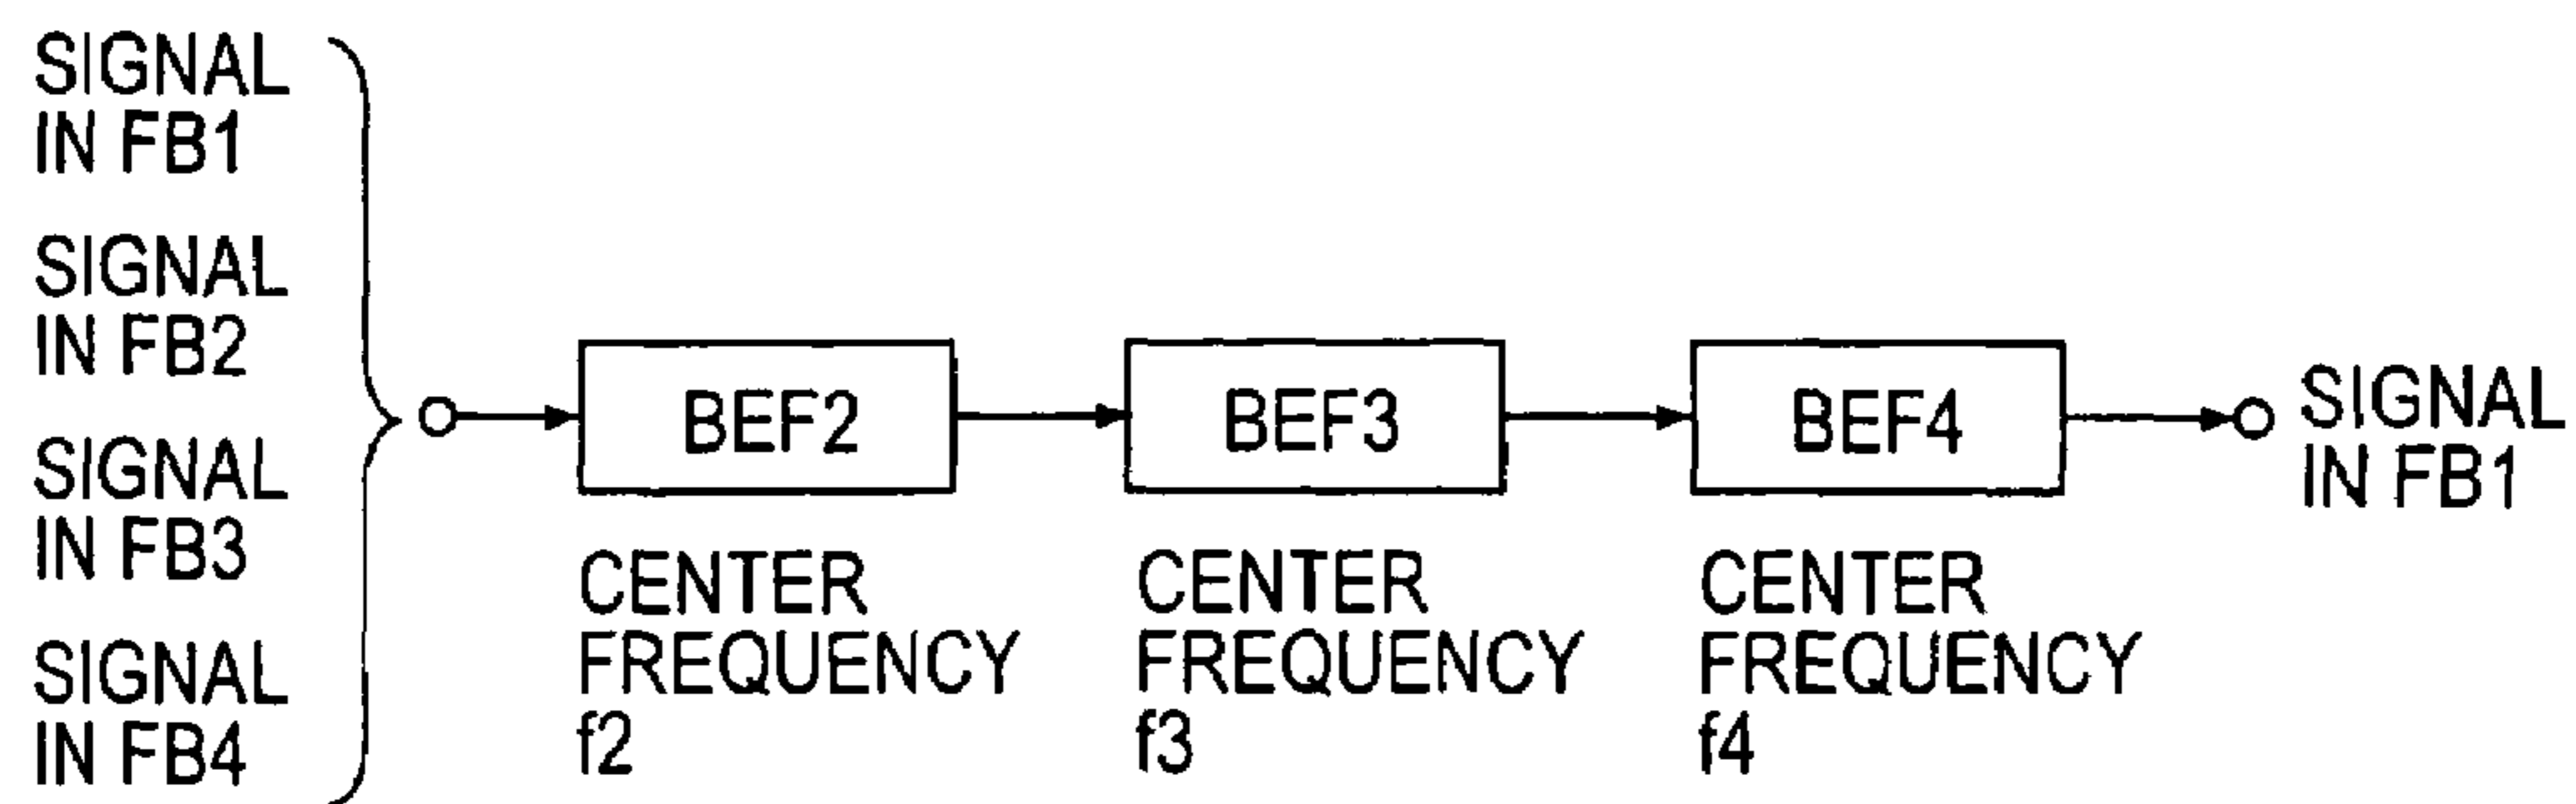 SIGNAL
IN FB1
SIGNAL
IN FB2
SIGNAL
IN FB3
SIGNAL
IN FB4
BEF2
CENTER
FREQUENCY
f2
BEF3
CENTER
FREQUENCY
f3
BEF4
CENTER
FREQUENCY
f4
SIGNAL
IN FB1